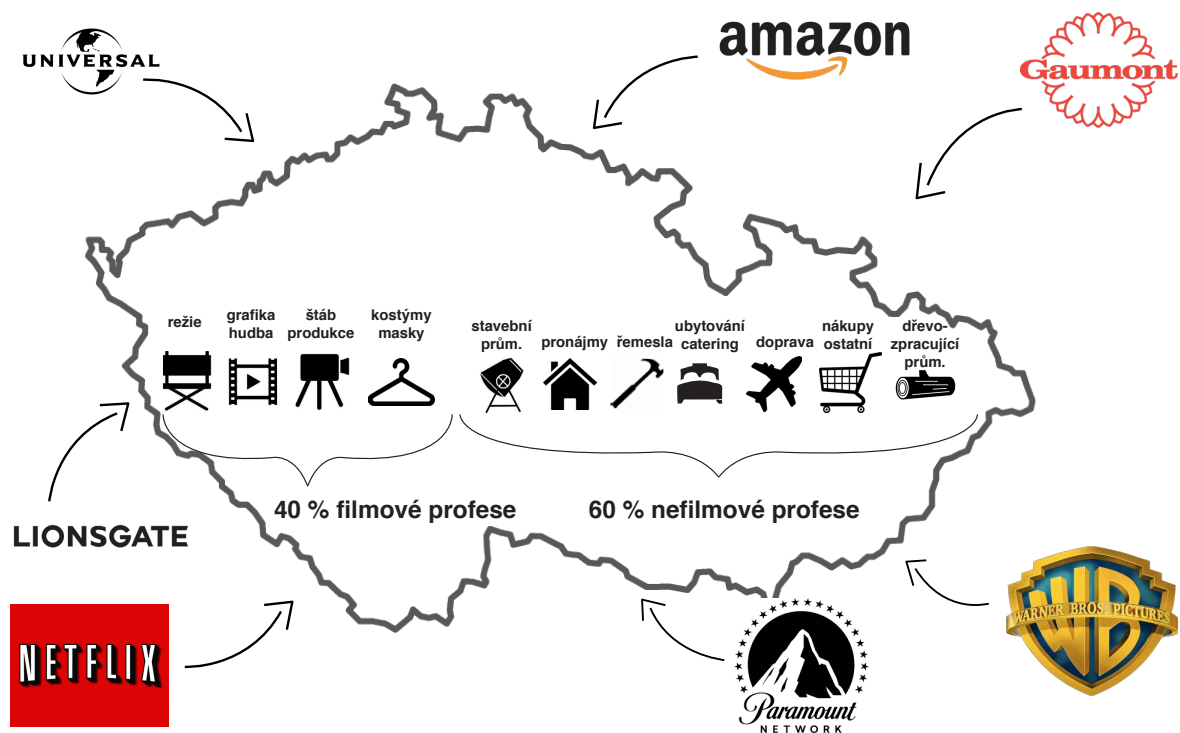 UNIVERSAL
amazon
Gaumont
režie
grafika
hudba
štáb
produkce
kostýmy
masky
stavební
prům.
pronájmy
řemesla
ubytování
catering
doprava
nákupy
ostatní
dřevo-
zpracující
prům.
40 % filmové profese
60 % nefilmové profese
LIONSGATE
NETFLIX
Paramount
NETWORK
WARNER BROS. PICTURES
WB